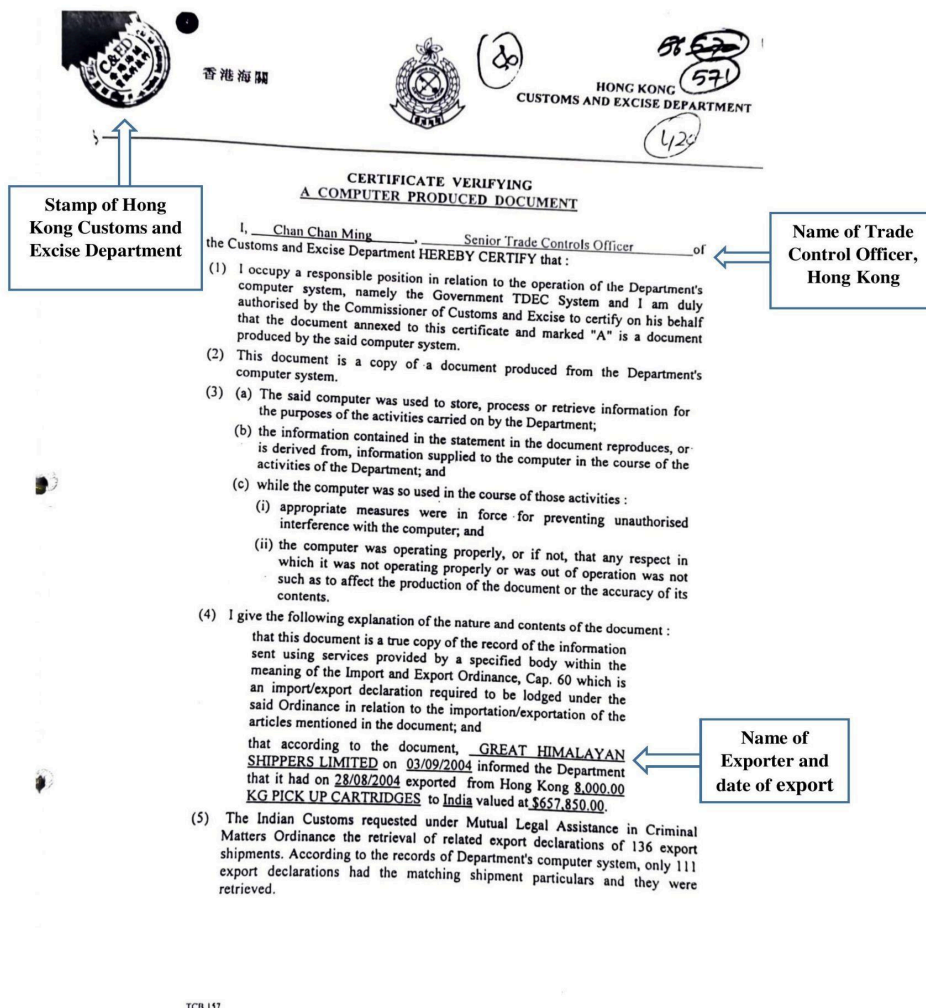 C&ED
香港海關
80
571
HONG KONG
CUSTOMS AND EXCISE DEPARTMENT
420
CERTIFICATE VERIFYING
A COMPUTER PRODUCED DOCUMENT
Stamp of Hong
Kong Customs and
Excise Department
I, Chan Chan Ming, Senior Trade Controls Officer of
the Customs and Excise Department HEREBY CERTIFY that :
Name of Trade
Control Officer,
Hong Kong
(1) I occupy a responsible position in relation to the operation of the Department's
computer system, namely the Government TDEC System and I am duly
authorised by the Commissioner of Customs and Excise to certify on his behalf
that the document annexed to this certificate and marked "A" is a document
produced by the said computer system.
(2) This document is a copy of a document produced from the Department's
computer system.
(3) (a) The said computer was used to store, process or retrieve information for
the purposes of the activities carried on by the Department;
(b) the information contained in the statement in the document reproduces, or
is derived from, information supplied to the computer in the course of the
activities of the Department; and
(c) while the computer was so used in the course of those activities :
(i) appropriate measures were in force for preventing unauthorised
interference with the computer; and
(ii) the computer was operating properly, or if not, that any respect in
which it was not operating properly or was out of operation was not
such as to affect the production of the document or the accuracy of its
contents.
(4) I give the following explanation of the nature and contents of the document :
that this document is a true copy of the record of the information
sent using services provided by a specified body within the
meaning of the Import and Export Ordinance, Cap. 60 which is
an import/export declaration required to be lodged under the
said Ordinance in relation to the importation/exportation of the
articles mentioned in the document; and
that according to the document, GREAT HIMALAYAN
SHIPPERS LIMITED on 03/09/2004 informed the Department
that it had on 28/08/2004 exported from Hong Kong 8,000.00
KG PICK UP CARTRIDGES to India valued at $657,850.00.
Name of
Exporter and
date of export
(5) The Indian Customs requested under Mutual Legal Assistance in Criminal
Matters Ordinance the retrieval of related export declarations of 136 export
shipments. According to the records of Department's computer system, only 111
export declarations had the matching shipment particulars and they were
retrieved.
TCB 157